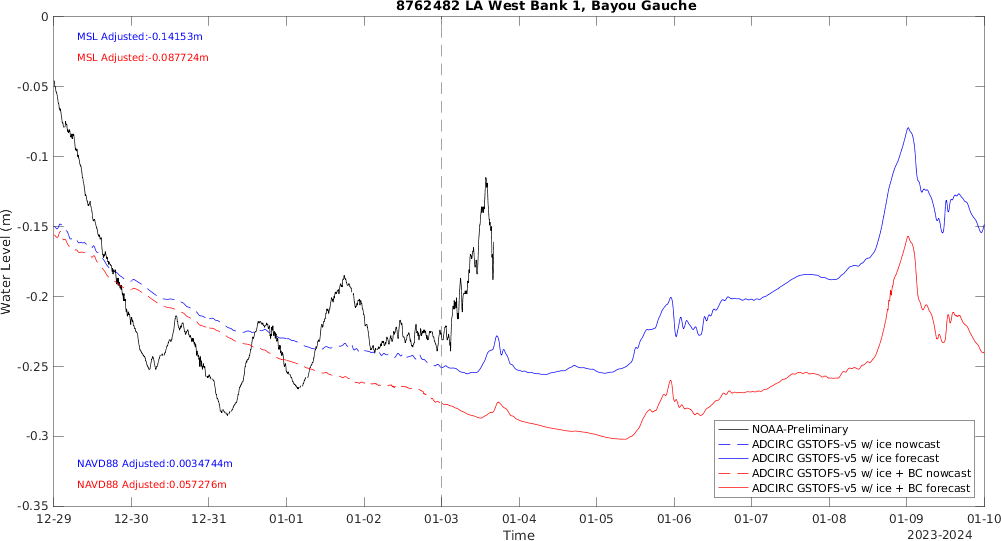 8762482 LA West Bank 1, Bayou Gauche
MSL Adjusted:-0.14153m
MSL Adjusted:-0.087724m
NAVD88 Adjusted:0.0034744m
NAVD88 Adjusted:0.057276m
Water Level (m)
0
-0.05
-0.1
-0.15
-0.2
-0.25
-0.3
-0.35
NOAA-Preliminary
ADCIRC GSTOFS-v5 w/ ice nowcast
ADCIRC GSTOFS-v5 w/ ice forecast
ADCIRC GSTOFS-v5 w/ ice + BC nowcast
ADCIRC GSTOFS-v5 w/ ice + BC forecast
12-29 12-30 12-31 01-01 01-02 01-03 01-04 01-05 01-06 01-07 01-08 01-09 01-10
Time
2023-2024